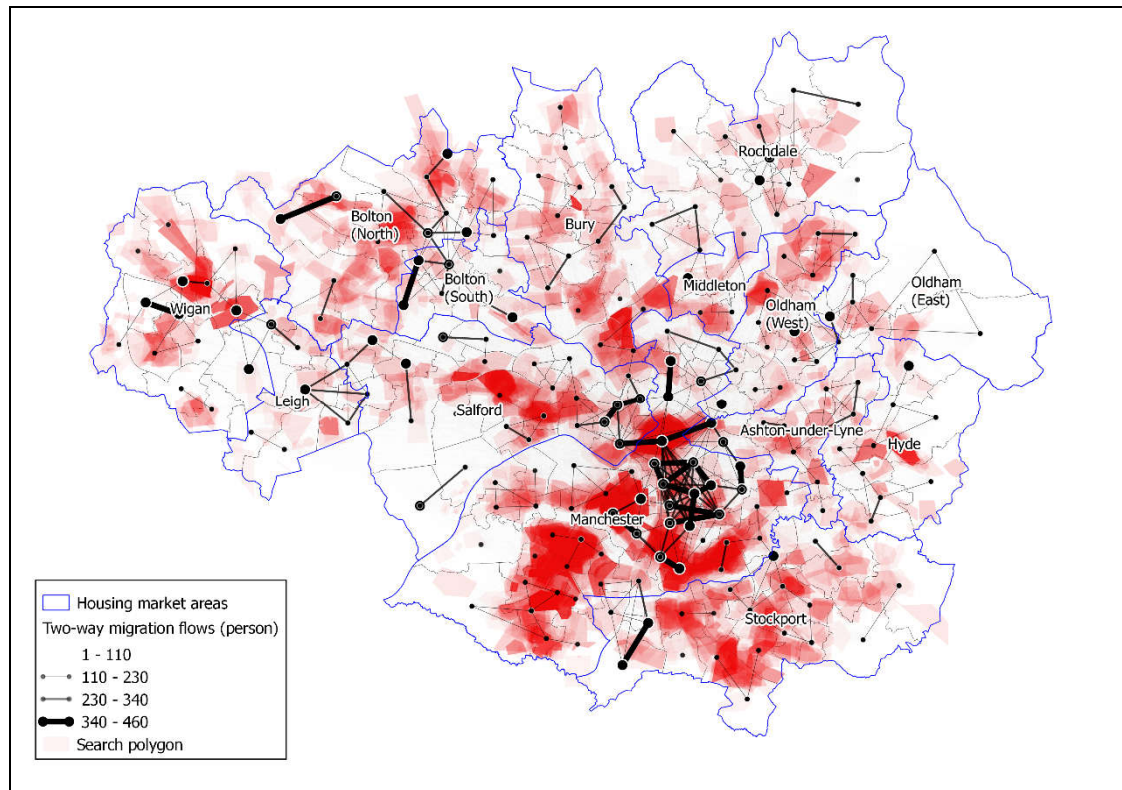 Rochdale
Bolton
(North)
Bury
Bolton
(South)
Middleton
Oldham
(East)
Wigan
Oldham
(West)
Leigh
Salford
Ashton-under-Lyne
Hyde
Manchester
Stockport
Housing market areas
Two-way migration flows (person)
1 - 110
110 - 230
230 - 340
340 - 460
Search polygon